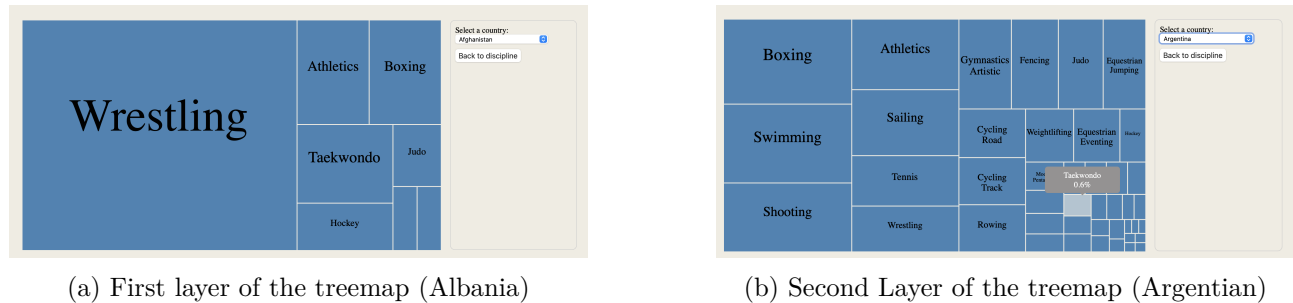 Wrestling
Athletics
Boxing
Taekwondo
Judo
Hockey
Select a country:
Afghanistan
Back to discipline
Boxing
Swimming
Shooting
Athletics
Sailing
Tennis
Wrestling
Gymnastics
Artistic
Fencing
Judo
Equestrian
Jumping
Cycling
Road
Weightlifting
Equestrian
Eventing
Hockey
Cycling
Track
Rowing
Taekwondo
0.6%
Select a country:
Argentina
Back to discipline
(a) First layer of the treemap (Albania)
(b) Second Layer of the treemap (Argentian)